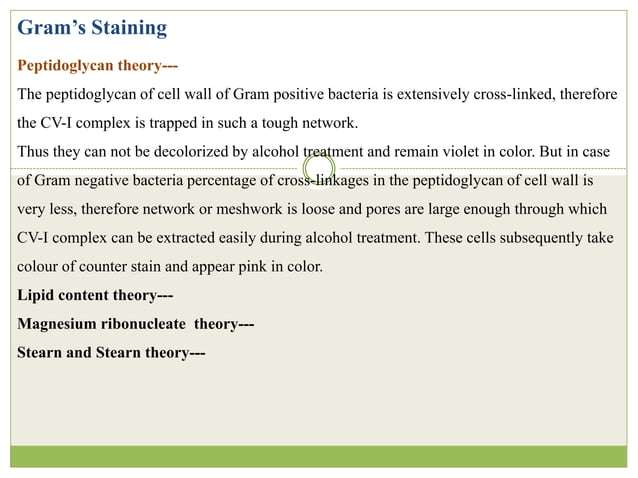 Gram’s Staining
Peptidoglycan theory---
The peptidoglycan of cell wall of Gram positive bacteria is extensively cross-linked, therefore
the CV-I complex is trapped in such a tough network.
Thus they can not be decolorized by alcohol treatment and remain violet in color. But in case
of Gram negative bacteria percentage of cross-linkages in the peptidoglycan of cell wall is
very less, therefore network or meshwork is loose and pores are large enough through which
CV-I complex can be extracted easily during alcohol treatment. These cells subsequently take
colour of counter stain and appear pink in color.
Lipid content theory---
Magnesium ribonucleate  theory---
Stearn and Stearn theory---